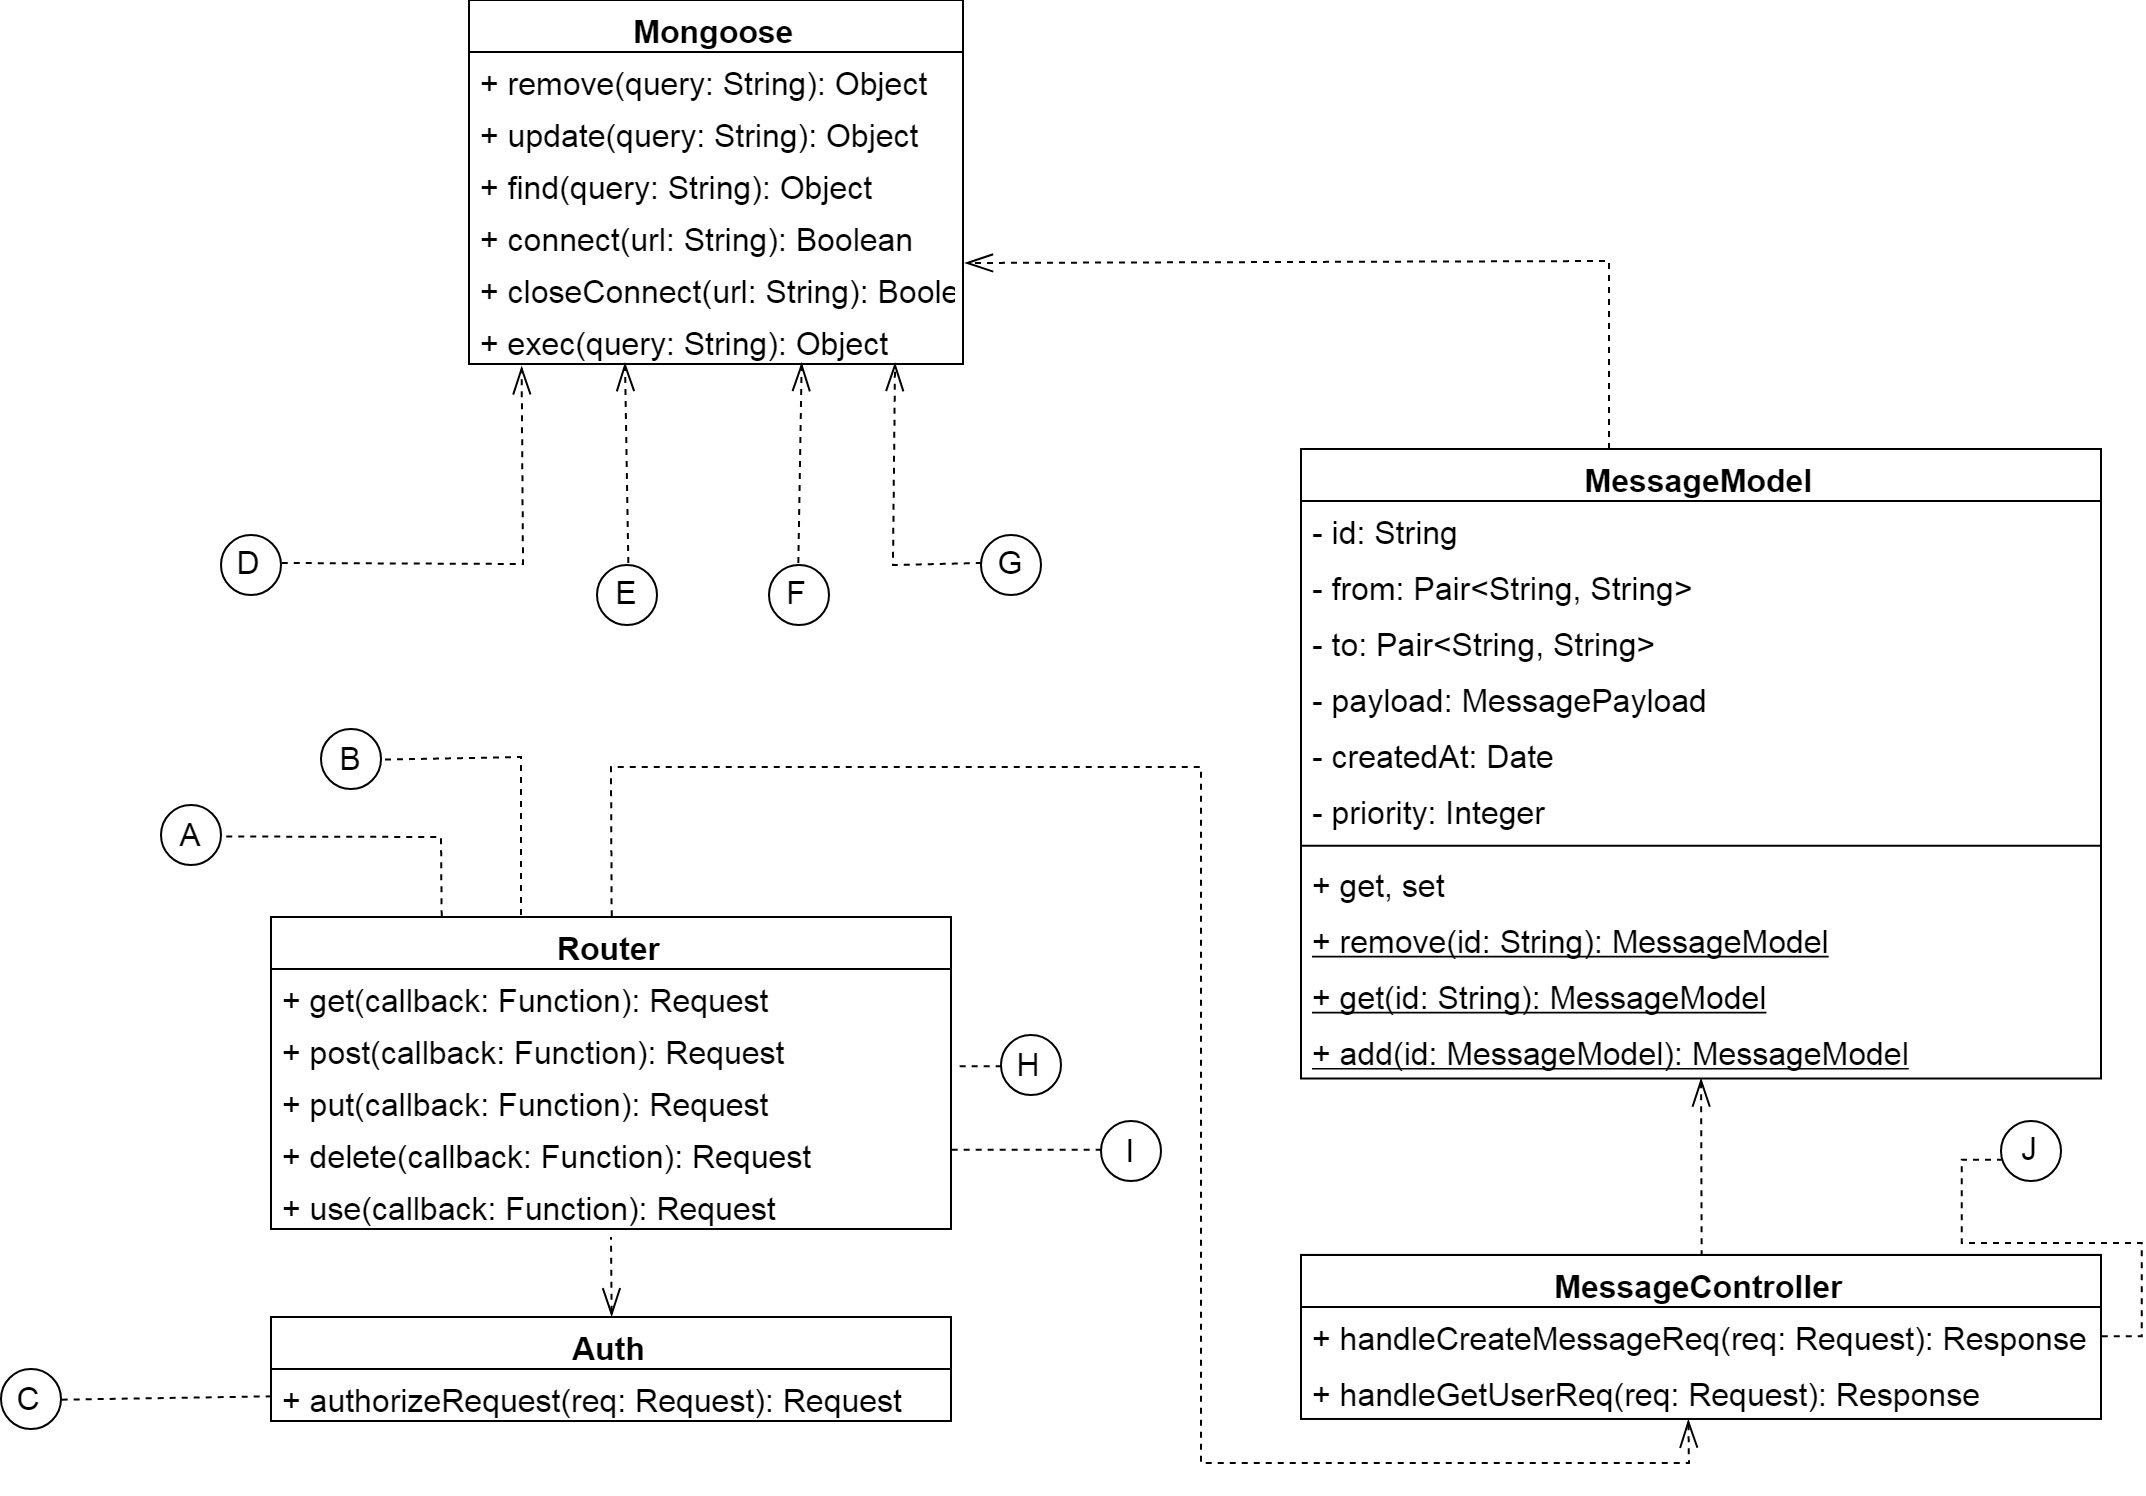 Mongoose
+ remove(query: String): Object
+ update(query: String): Object
+ find(query: String): Object
+ connect(url: String): Boolean
+ closeConnect(url: String): Boole
+ exec(query: String): Object
D
E
F
G
MessageModel
- id: String
- from: Pair<String, String>
- to: Pair<String, String>
- payload: MessagePayload
- createdAt: Date
- priority: Integer
+ get, set
+ remove(id: String): MessageModel
+ get(id: String): MessageModel
+ add(id: MessageModel): MessageModel
B
A
Router
+ get(callback: Function): Request
+ post(callback: Function): Request
+ put(callback: Function): Request
+ delete(callback: Function): Request
+ use(callback: Function): Request
H
I
J
Auth
+ authorizeRequest(req: Request): Request
C
MessageController
+ handleCreateMessageReq(req: Request): Response
+ handleGetUserReq(req: Request): Response